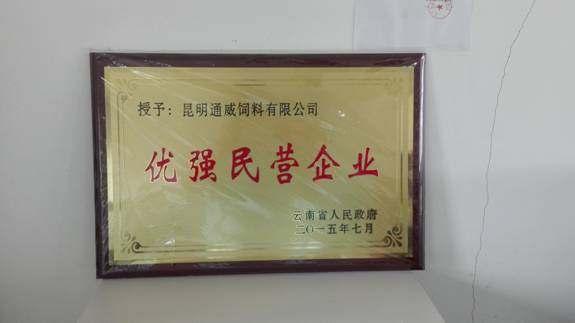 授予：昆明通威饲料有限公司
优强民营企业
云南省人民政府
二〇一五年七月